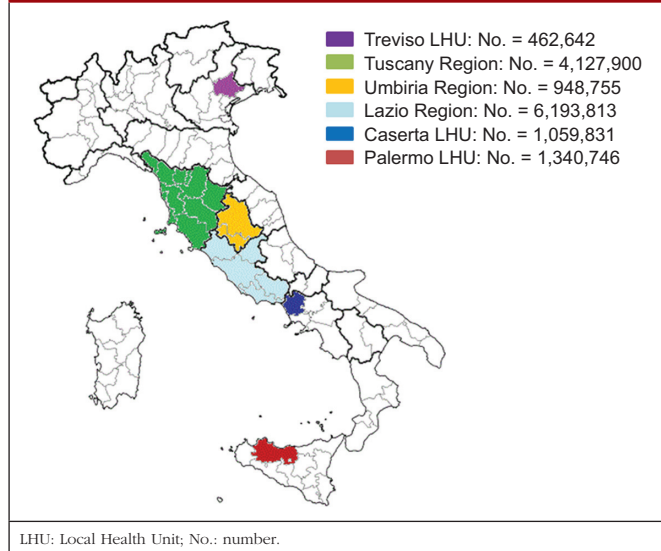 Treviso LHU: No. = 462,642
Tuscany Region: No. = 4,127,900
Umbiria Region: No. = 948,755
Lazio Region: No. = 6,193,813
Caserta LHU: No. = 1,059,831
Palermo LHU: No. = 1,340,746
LHU: Local Health Unit; No.: number.